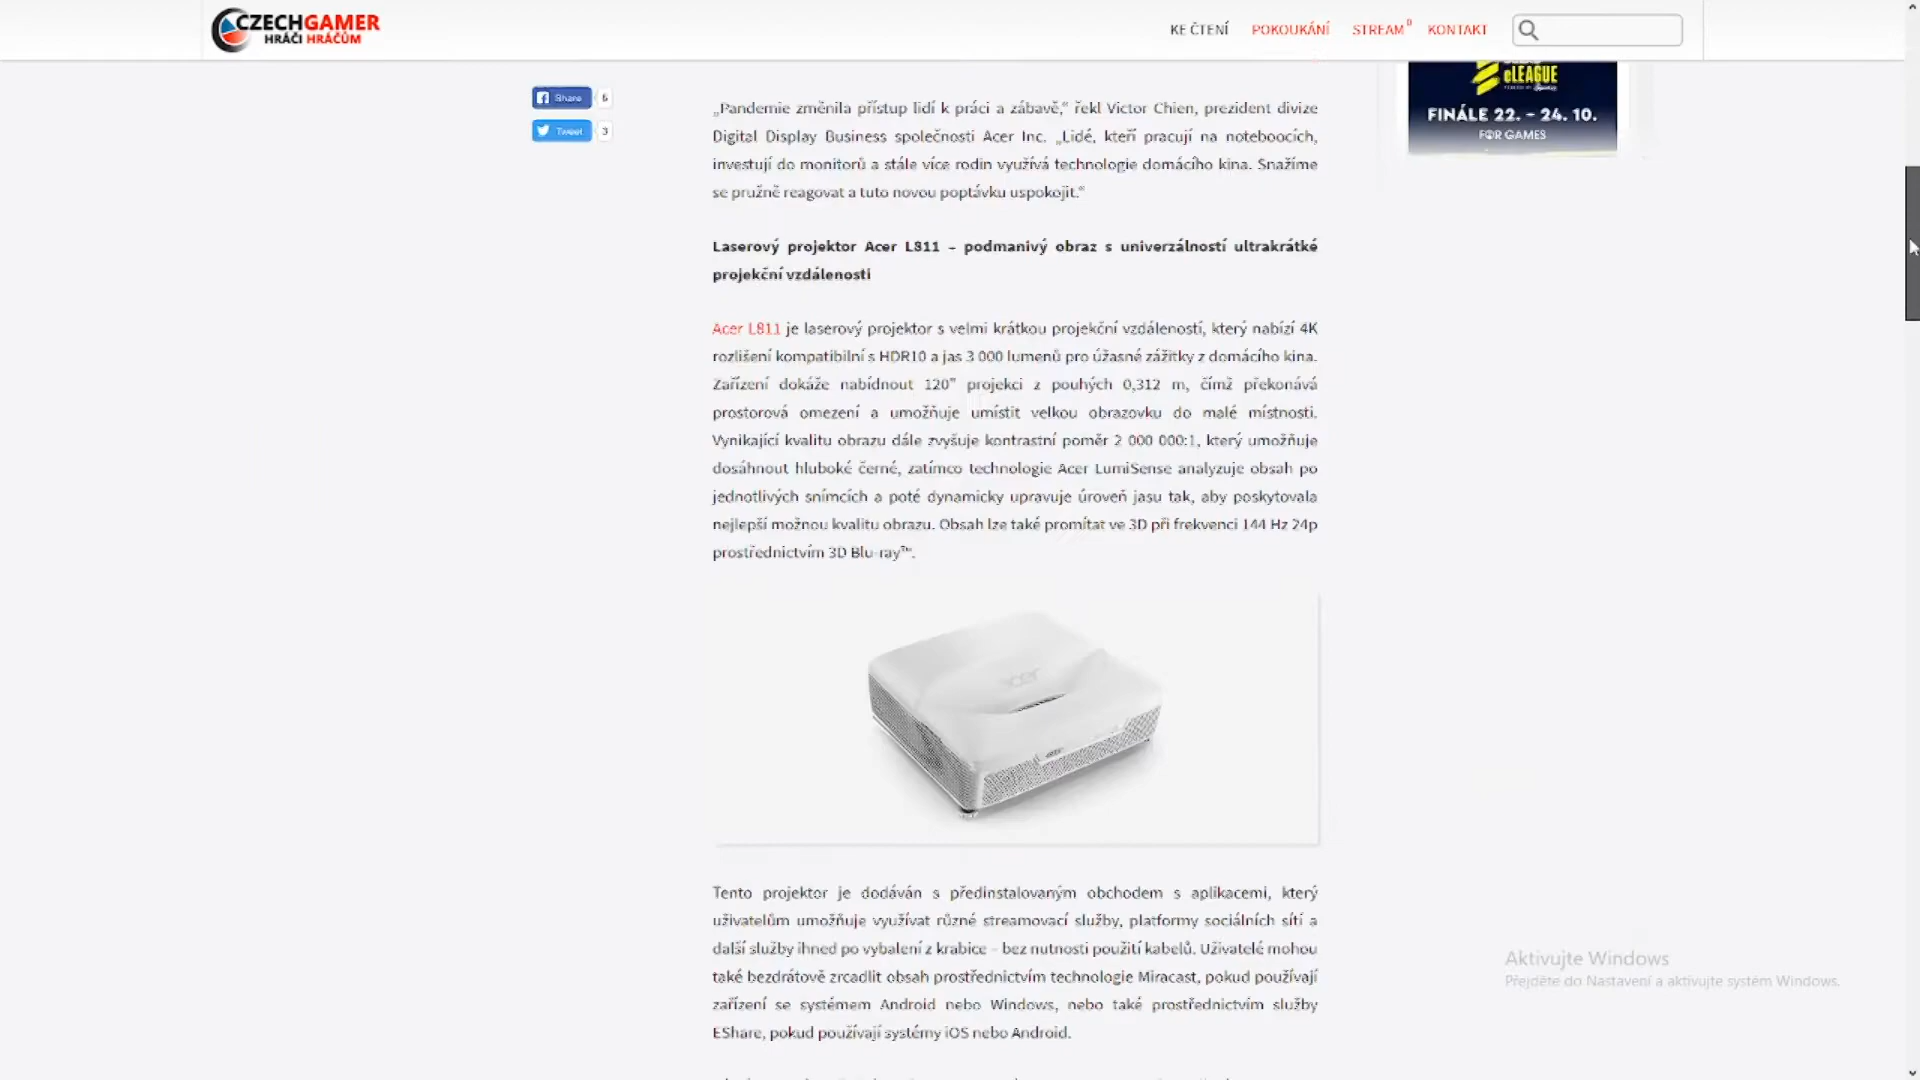 CZECHGAMER
HRÁČI HRÁČŮM
KE ČTENÍ
POKOUKÁNÍ
STREAM 0
KONTAKT
Share 6
Tweet 3
eLEAGUE
FINÁLE 22. - 24. 10.
FOR GAMES
„Pandemie změnila přístup lidí k práci a zábavě,“ řekl Victor Chien, prezident divize
Digital Display Business společnosti Acer Inc. „Lidé, kteří pracují na noteboocích,
investují do monitorů a stále více rodin využívá technologie domácího kina. Snažíme
se pružně reagovat a tuto novou poptávku uspokojit.“
Laserový projektor Acer L811 – podmanivý obraz s univerzálností ultrakrátké
projekční vzdálenosti
Acer L811 je laserový projektor s velmi krátkou projekční vzdáleností, který nabízí 4K
rozlišení kompatibilní s HDR10 a jas 3 000 lumenů pro úžasné zážitky z domácího kina.
Zařízení dokáže nabídnout 120” projekci z pouhých 0,312 m, čímž překonává
prostorová omezení a umožňuje umístit velkou obrazovku do malé místnosti.
Vynikající kvalitu obrazu dále zvyšuje kontrastní poměr 2 000 000:1, který umožňuje
dosáhnout hluboké černé, zatímco technologie Acer LumiSense analyzuje obsah po
jednotlivých snímcích a poté dynamicky upravuje úroveň jasu tak, aby poskytovala
nejlepší možnou kvalitu obrazu. Obsah lze také promítat ve 3D při frekvenci 144 Hz 24p
prostřednictvím 3D Blu-ray™.
acer
Tento projektor je dodáván s předinstalovaným obchodem s aplikacemi, který
uživatelům umožňuje využívat různé streamovací služby, platformy sociálních sítí a
další služby ihned po vybalení z krabice – bez nutnosti použití kabelů. Uživatelé mohou
také bezdrátově zrcadlit obsah prostřednictvím technologie Miracast, pokud používají
zařízení se systémem Android nebo Windows, nebo také prostřednictvím služby
EShare, pokud používají systémy iOS nebo Android.
Aktivujte Windows
Přejděte do Nastavení a aktivujte systém Windows.